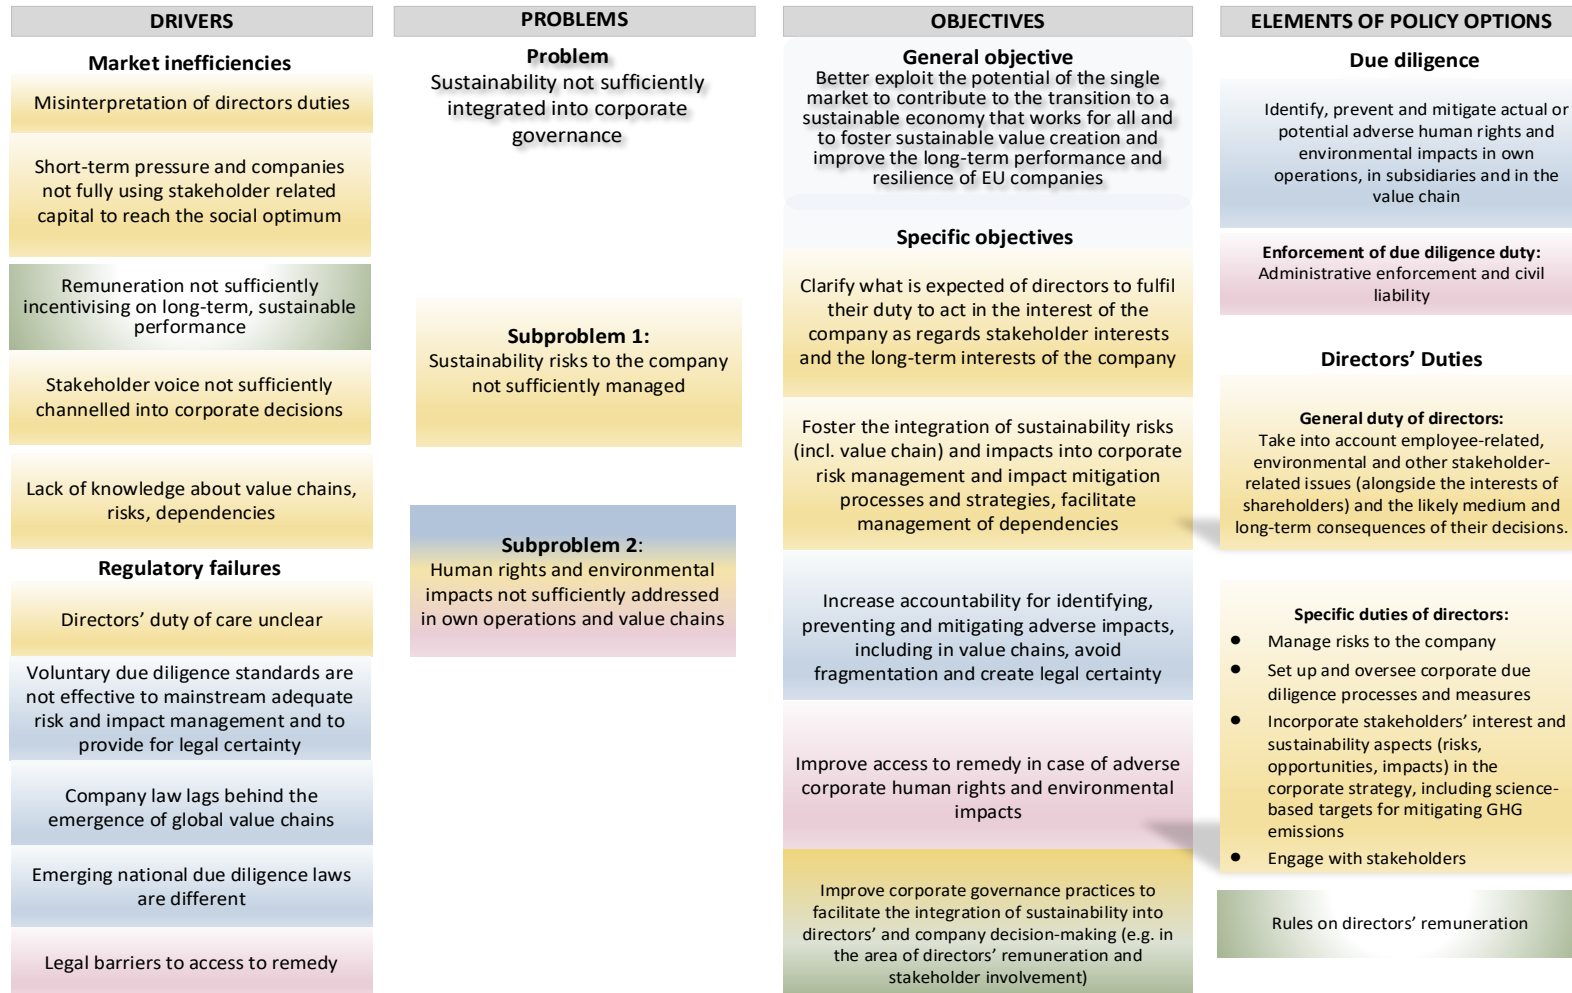 DRIVERS
Market inefficiencies
Misinterpretation of directors duties
Short-term pressure and companies
not fully using stakeholder related
capital to reach the social optimum
Remuneration not sufficiently
incentivising on long-term, sustainable
performance
Stakeholder voice not sufficiently
channelled into corporate decisions
Lack of knowledge about value chains,
risks, dependencies
Regulatory failures
Directors’ duty of care unclear
Voluntary due diligence standards are
not effective to mainstream adequate
risk and impact management and to
provide for legal certainty
Company law lags behind the
emergence of global value chains
Emerging national due diligence laws
are different
Legal barriers to access to remedy
PROBLEMS
Problem
Sustainability not sufficiently
integrated into corporate
governance
Subproblem 1:
Sustainability risks to the company
not sufficiently managed
Subproblem 2:
Human rights and environmental
impacts not sufficiently addressed
in own operations and value chains
OBJECTIVES
General objective
Better exploit the potential of the single
market to contribute to the transition to a
sustainable economy that works for all and
to foster sustainable value creation and
improve the long-term performance and
resilience of EU companies
Specific objectives
Clarify what is expected of directors to fulfil
their duty to act in the interest of the
company as regards stakeholder interests
and the long-term interests of the company
Foster the integration of sustainability risks
(incl. value chain) and impacts into corporate
risk management and impact mitigation
processes and strategies, facilitate
management of dependencies
Increase accountability for identifying,
preventing and mitigating adverse impacts,
including in value chains, avoid
fragmentation and create legal certainty
Improve access to remedy in case of adverse
corporate human rights and environmental
impacts
Improve corporate governance practices to
facilitate the integration of sustainability into
directors’ and company decision-making (e.g. in
the area of directors’ remuneration and
stakeholder involvement)
ELEMENTS OF POLICY OPTIONS
Due diligence
Identify, prevent and mitigate actual or
potential adverse human rights and
environmental impacts in own
operations, in subsidiaries and in the
value chain
Enforcement of due diligence duty:
Administrative enforcement and civil
liability
Directors’ Duties
General duty of directors:
Take into account employee-related,
environmental and other stakeholder-
related issues (alongside the interests of
shareholders) and the likely medium and
long-term consequences of their decisions.
Specific duties of directors:
● Manage risks to the company
● Set up and oversee corporate due
diligence processes and measures
● Incorporate stakeholders’ interest and
sustainability aspects (risks,
opportunities, impacts) in the
corporate strategy, including science-
based targets for mitigating GHG
emissions
● Engage with stakeholders
Rules on directors’ remuneration